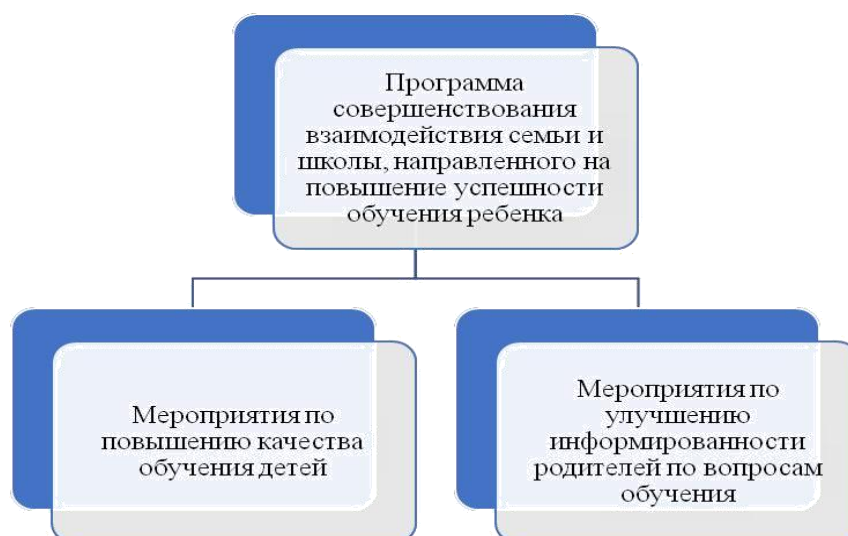 Программа
совершенствования
взаимодействия семьи и
школы, направленного на
повышение успешности
обучения ребенка
Мероприятия по
повышению качества
обучения детей
Мероприятия по
улучшению
информированности
родителей по вопросам
обучения